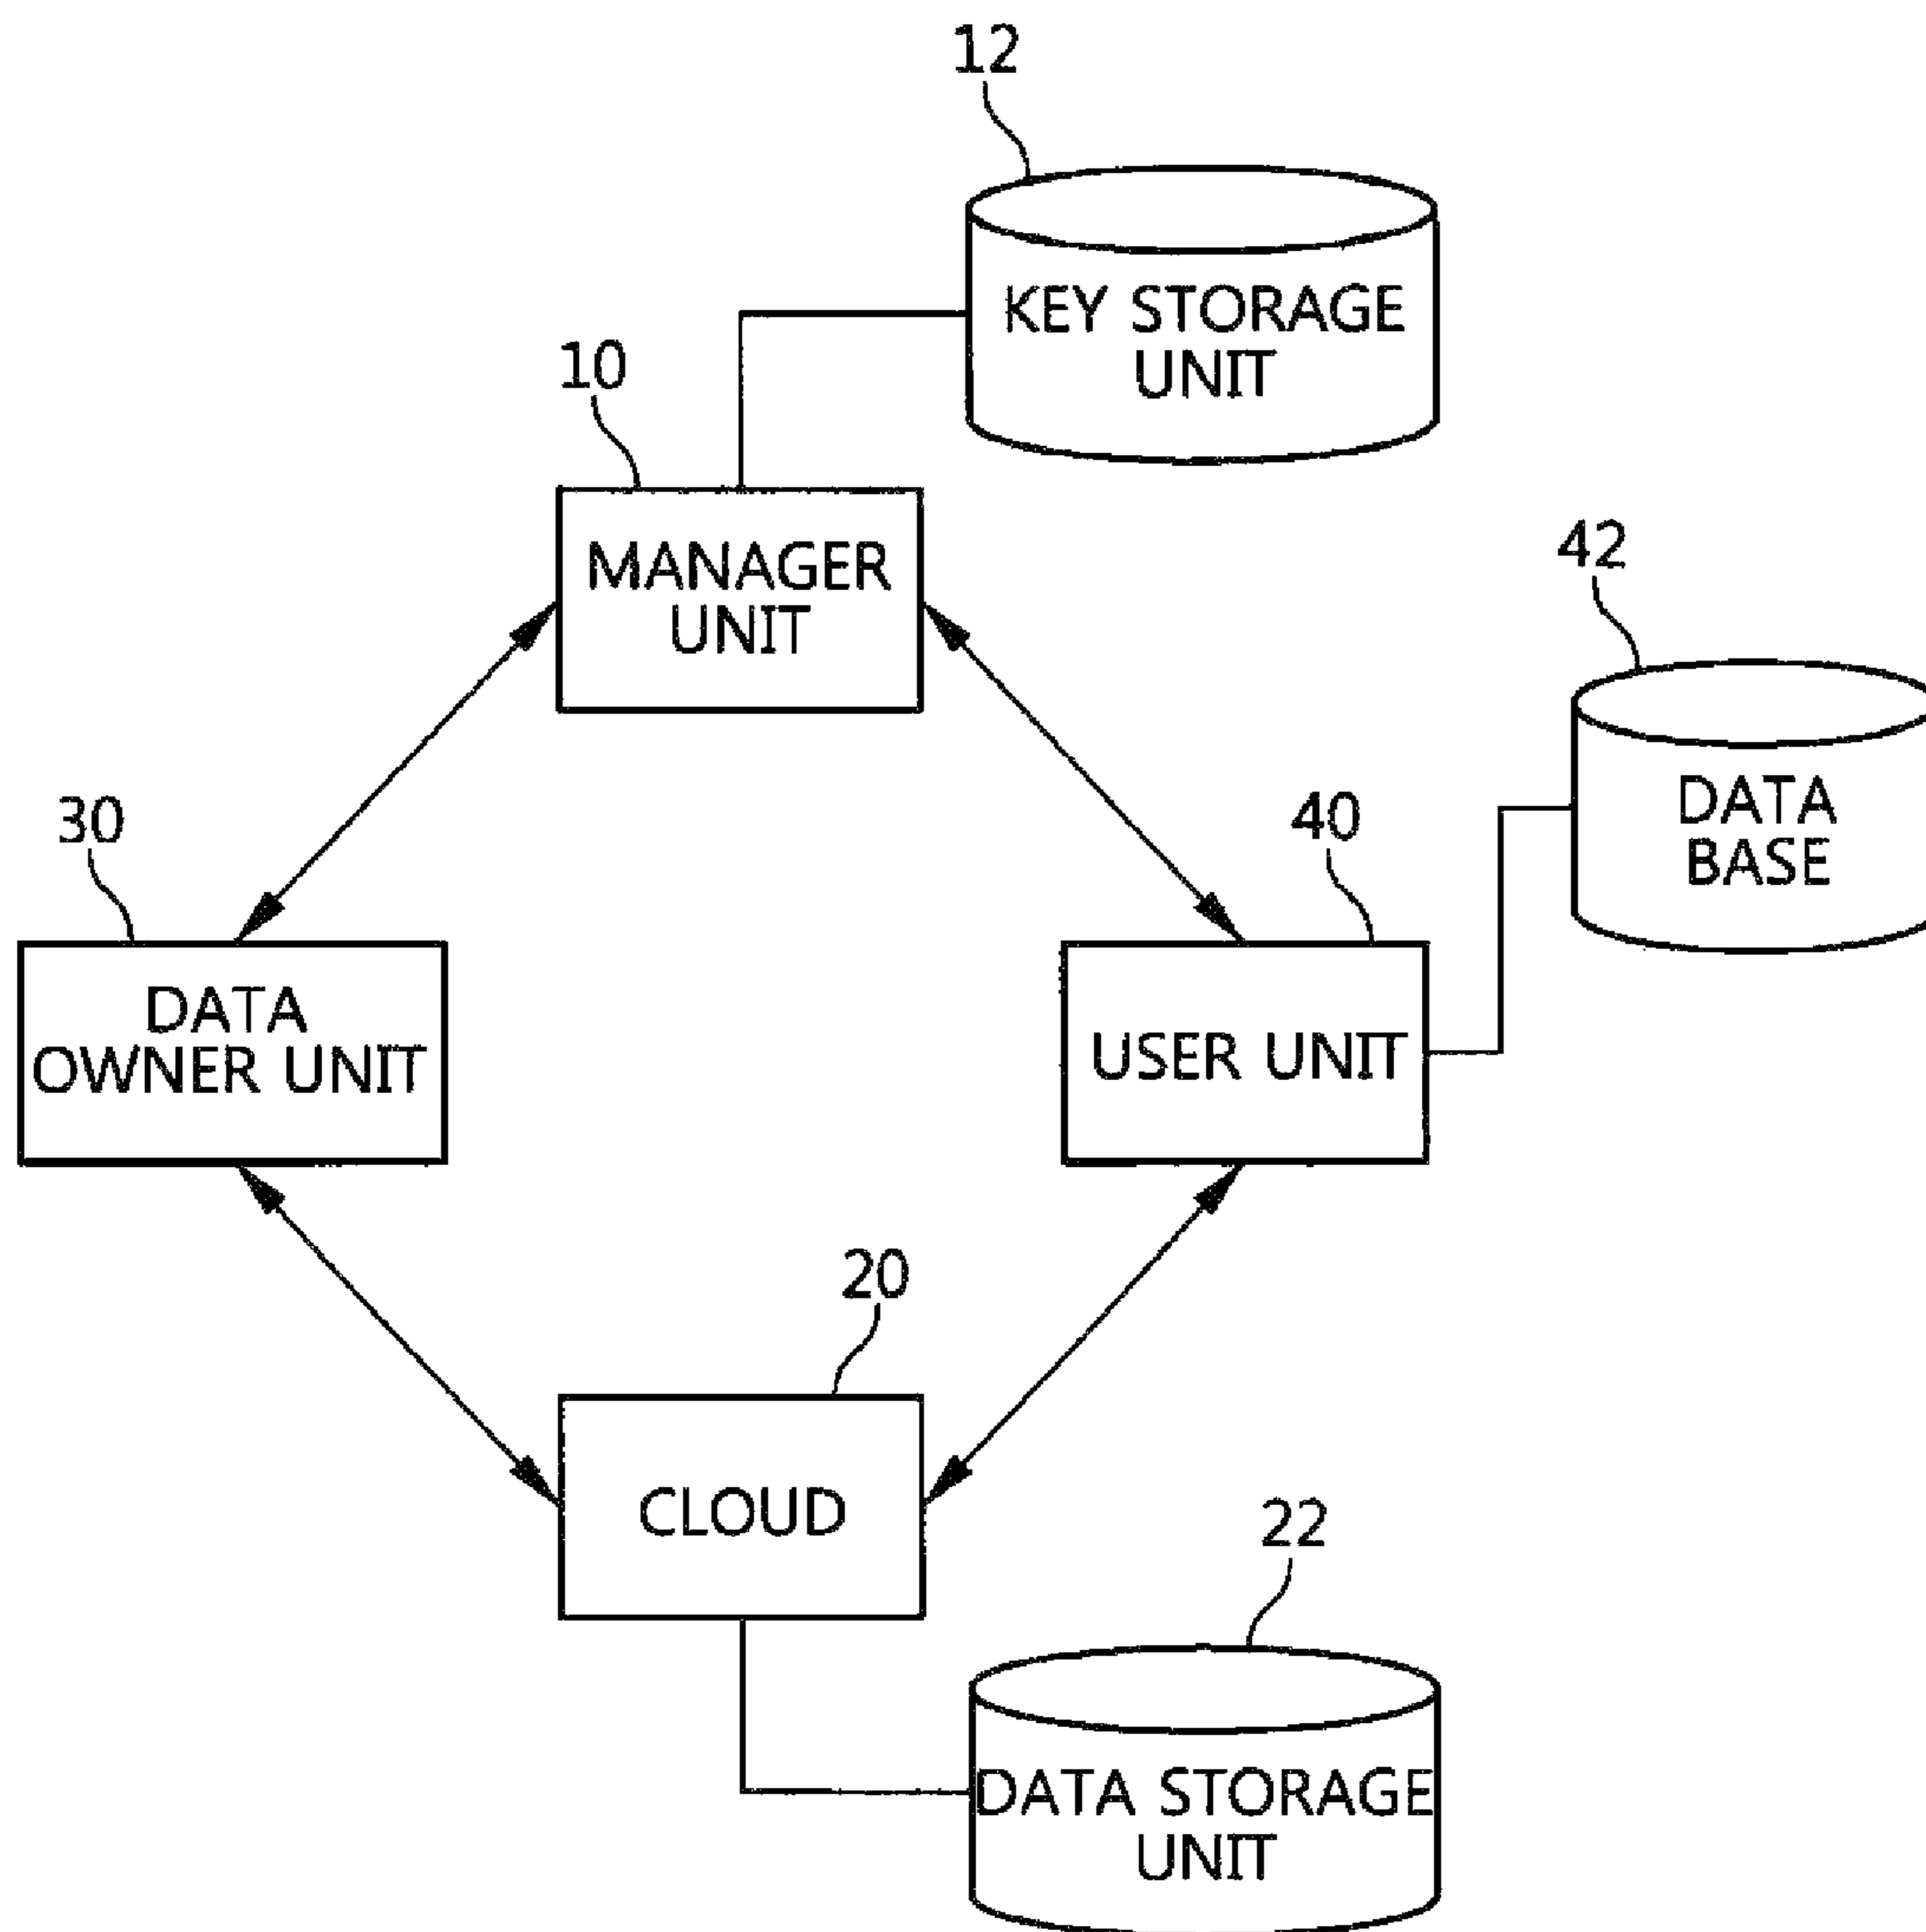 12
KEY STORAGE
UNIT
10
MANAGER
UNIT
42
DATA
BASE
30
DATA
OWNER UNIT
40
USER UNIT
20
CLOUD
22
DATA STORAGE
UNIT